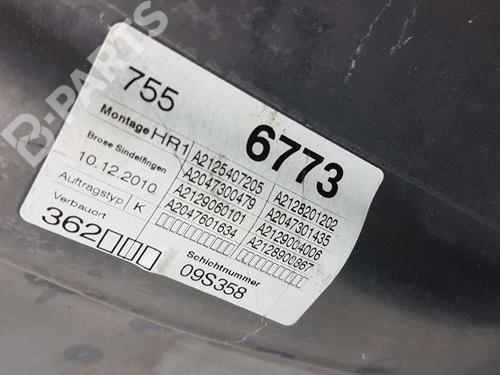 B-PARTS
755
6773
Montage HR1
Brose Sindelfingen
10.12.2010
Auftragstyp K
Verbauort
362
A2125407205
A2047300479
A2129060101
A2047601634
A2128201202
A2047301435
A2129004006
A2128900867
Schichtnummer
09S358